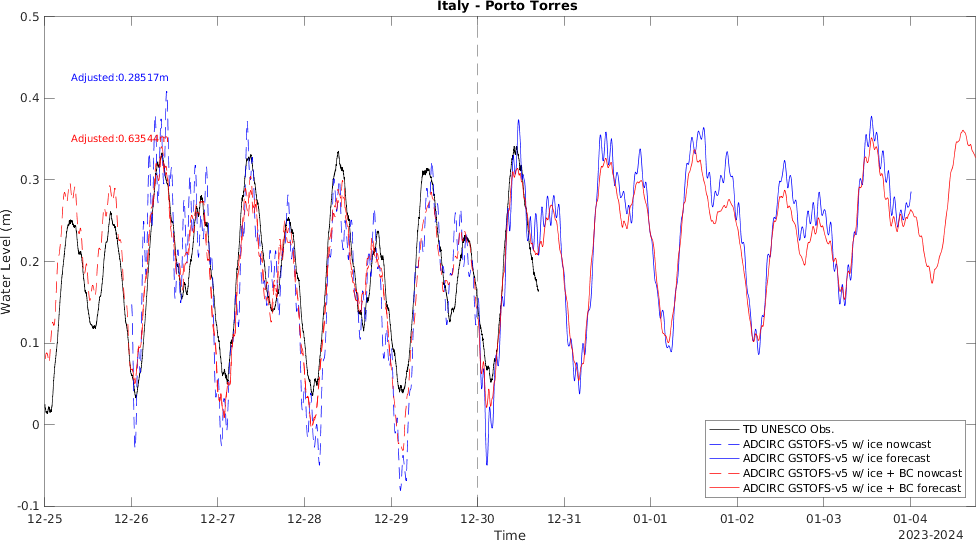 Italy - Porto Torres
0.5
0.4
0.3
0.2
0.1
0
-0.1
Water Level (m)
Adjusted:0.28517m
Adjusted:0.63544m
TD UNESCO Obs.
ADCIRC GSTOFS-v5 w/ ice nowcast
ADCIRC GSTOFS-v5 w/ ice forecast
ADCIRC GSTOFS-v5 w/ ice + BC nowcast
ADCIRC GSTOFS-v5 w/ ice + BC forecast
12-25 12-26 12-27 12-28 12-29 12-30 12-31 01-01 01-02 01-03 01-04
Time
2023-2024